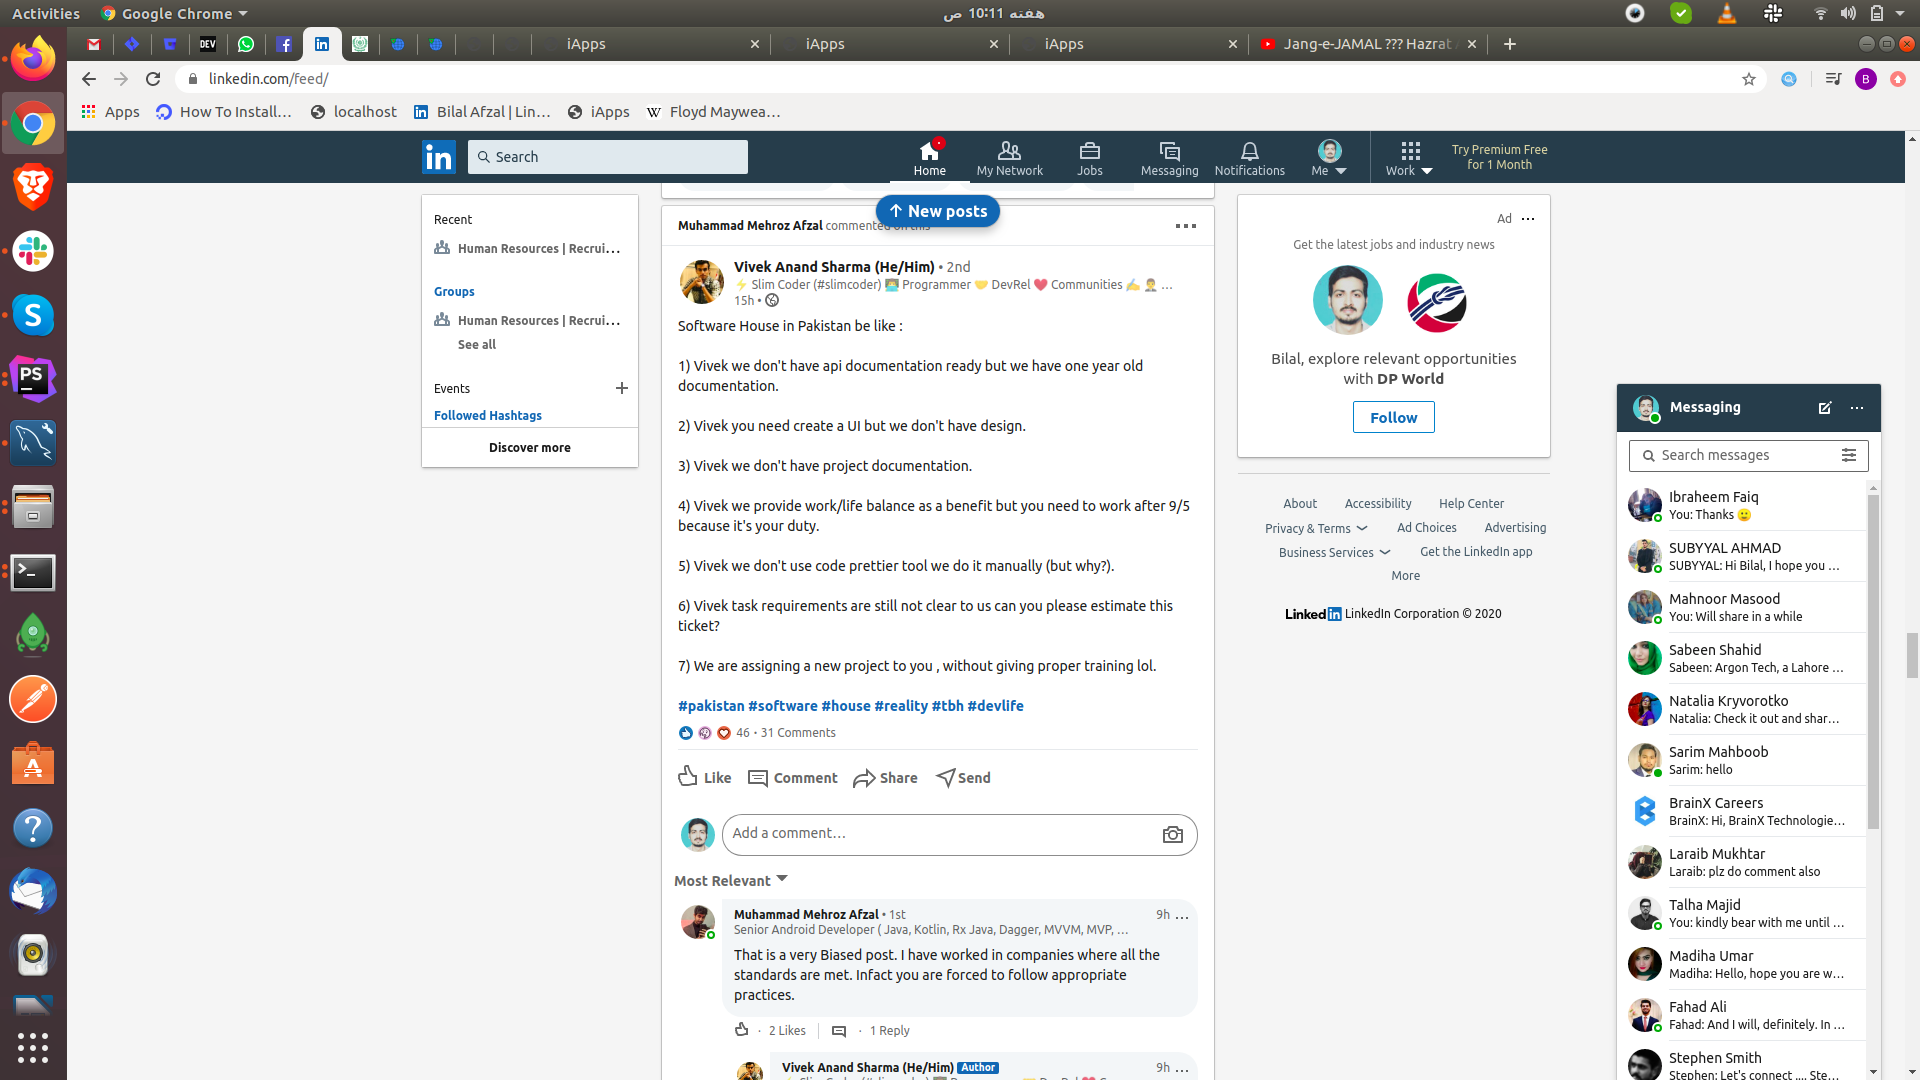 Activities
Google Chrome
هفته 10:11 ص
iApps
iApps
iApps
Jang-e-JAMAL ??? Hazrat
linkedin.com/feed/
B
Apps
How To Install...
localhost
Bilal Afzal | Lin...
iApps
W Floyd Maywea...
in
Search
Home
My Network
Jobs
Messaging
Notifications
Me
Work
Try Premium Free
for 1 Month
Recent
Human Resources | Recrui...
Groups
Human Resources | Recrui...
See all
Events
Followed Hashtags
Discover more
New posts
Muhammad Mehroz Afzal commented on this
Vivek Anand Sharma (He/Him) • 2nd
⚡ Slim Coder (#slimcoder) 👨‍💻 Programmer 🤝 DevRel ❤️ Communities ✍️ 👨‍💼 ...
15h •
Software House in Pakistan be like :
1) Vivek we don't have api documentation ready but we have one year old
documentation.
2) Vivek you need create a UI but we don't have design.
3) Vivek we don't have project documentation.
4) Vivek we provide work/life balance as a benefit but you need to work after 9/5
because it's your duty.
5) Vivek we don't use code prettier tool we do it manually (but why?).
6) Vivek task requirements are still not clear to us can you please estimate this
ticket?
7) We are assigning a new project to you , without giving proper training lol.
#pakistan #software #house #reality #tbh #devlife
46 · 31 Comments
Like
Comment
Share
Send
Add a comment...
Most Relevant
Muhammad Mehroz Afzal • 1st
9h ...
Senior Android Developer ( Java, Kotlin, Rx Java, Dagger, MVVM, MVP, ...
That is a very Biased post. I have worked in companies where all the
standards are met. Infact you are forced to follow appropriate
practices.
· 2 Likes
· 1 Reply
Vivek Anand Sharma (He/Him) Author
9h ...
Ad ...
Get the latest jobs and industry news
Bilal, explore relevant opportunities
with DP World
Follow
About
Accessibility
Help Center
Privacy & Terms
Ad Choices
Advertising
Business Services
Get the LinkedIn app
More
LinkedIn LinkedIn Corporation © 2020
Messaging
Search messages
Ibraheem Faiq
You: Thanks 🙂
SUBYYAL AHMAD
SUBYYAL: Hi Bilal, I hope you ...
Mahnoor Masood
You: Will share in a while
Sabeen Shahid
Sabeen: Argon Tech, a Lahore ...
Natalia Kryvorotko
Natalia: Check it out and shar...
Sarim Mahboob
Sarim: hello
BrainX Careers
BrainX: Hi, BrainX Technologie...
Laraib Mukhtar
Laraib: plz do comment also
Talha Majid
You: kindly bear with me until ...
Madiha Umar
Madiha: Hello, hope you are w...
Fahad Ali
Fahad: And I will, definitely. In ...
Stephen Smith
Stephen: Let's connect .... Ste...
DEV
PS